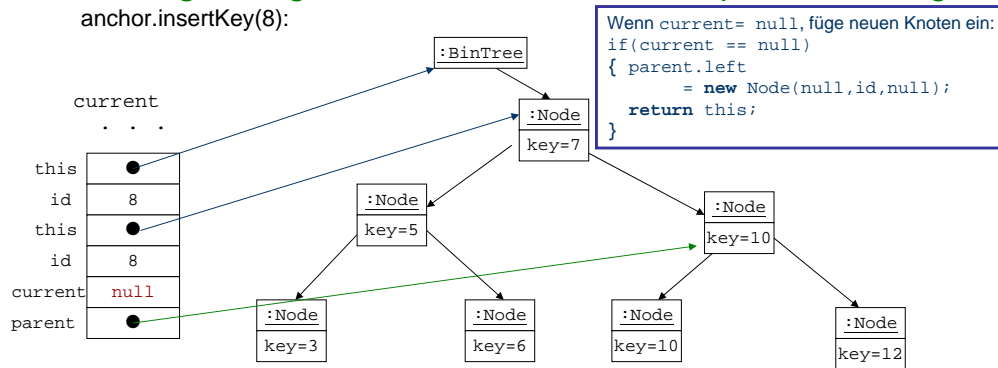 anchor.insertKey(8):
Wenn current= null, füge neuen Knoten ein:
if(current == null)
{ parent.left
= new Node(null,id,null);
return this;
}
:BinTree
current
. . .
:Node
key=7
this
id 8
this
id 8
current null
parent
:Node
key=5
:Node
key=10
:Node
key=3
:Node
key=6
:Node
key=10
:Node
key=12